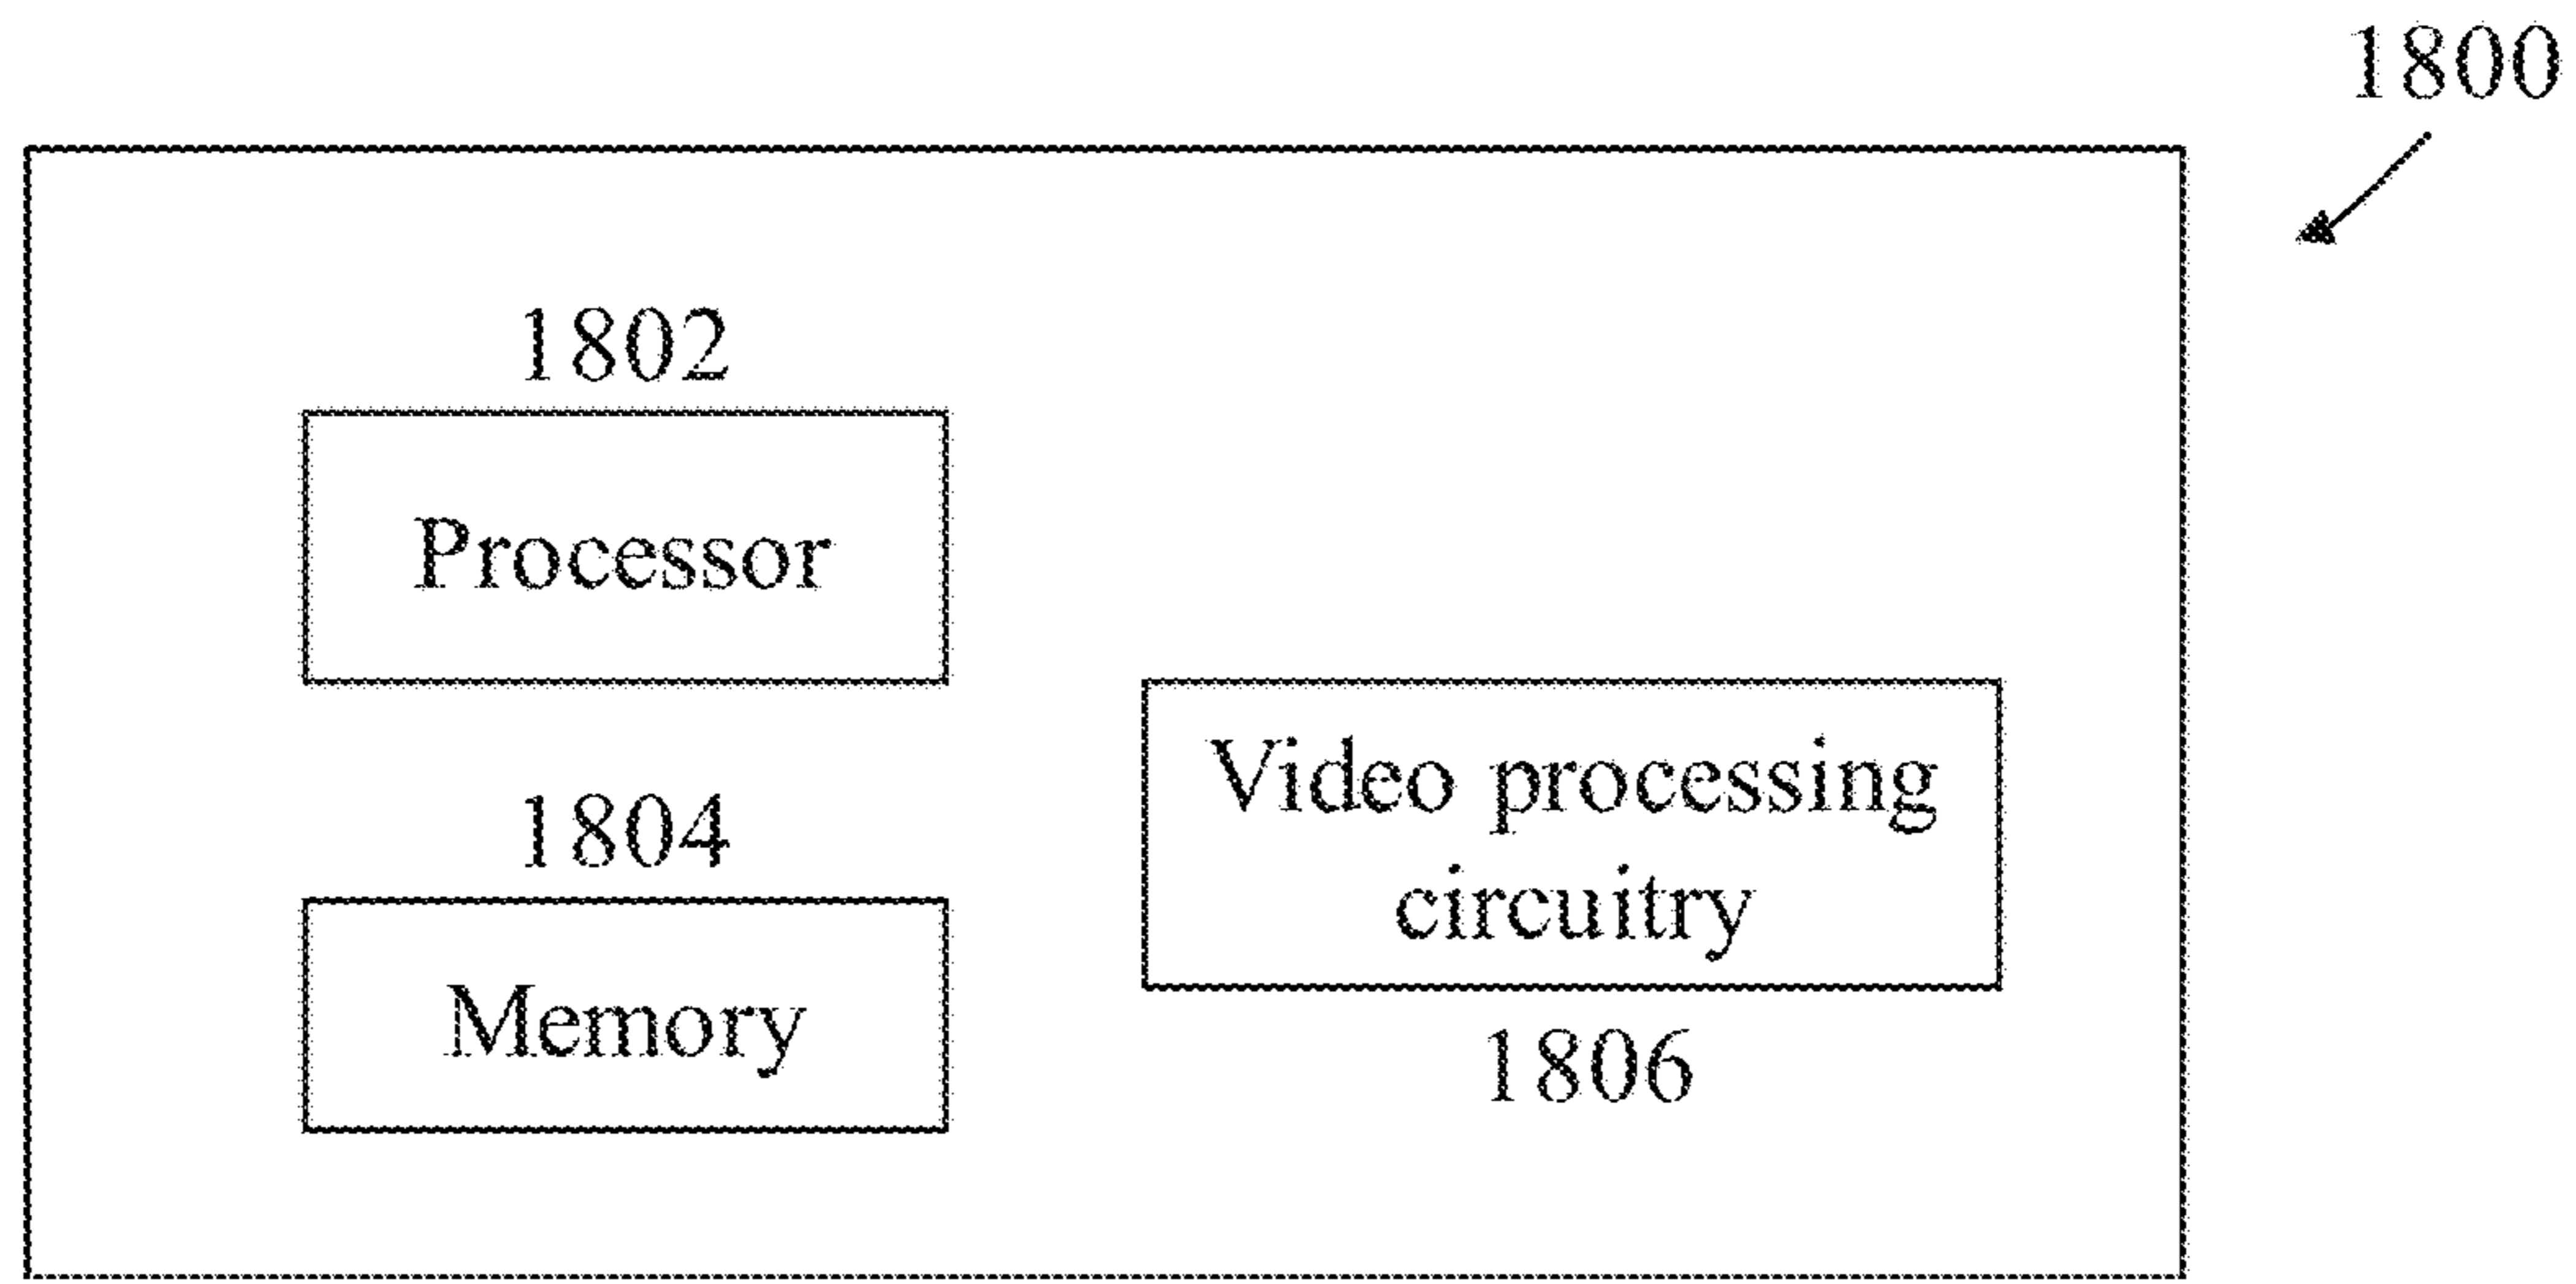 1800
1802
Processor
1804
Memory
Video processing
circuitry
1806